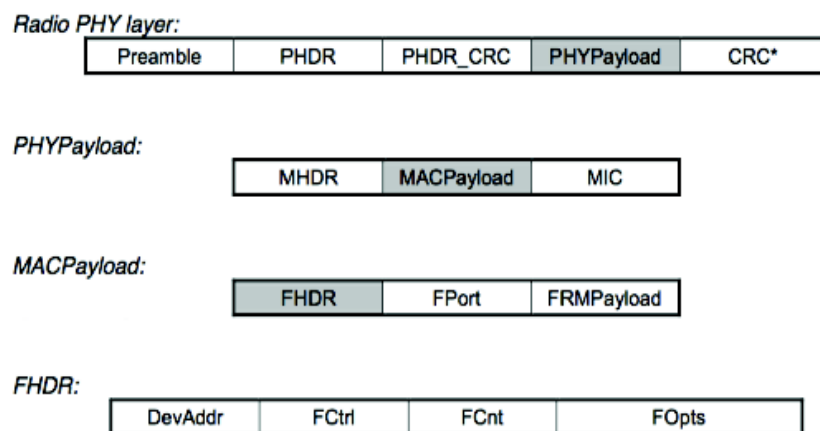 Radio PHY layer:
Preamble PHDR PHDR_CRC PHYPayload CRC*
PHYPayload:
MHDR MACPayload MIC
MACPayload:
FHDR FPort FRMPayload
FHDR:
DevAddr FCtrl FCnt FOpts